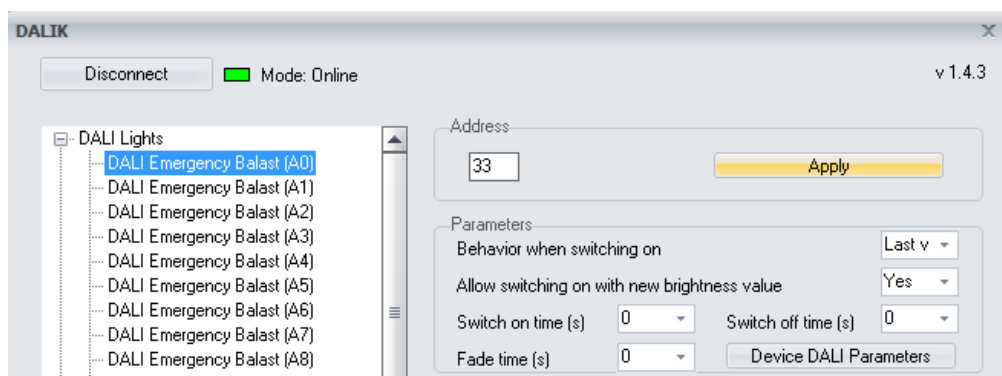 DALIK
x
Disconnect Mode: Online v 1.4.3
DALI Lights
DALI Emergency Balast (A0)
DALI Emergency Balast (A1)
DALI Emergency Balast (A2)
DALI Emergency Balast (A3)
DALI Emergency Balast (A4)
DALI Emergency Balast (A5)
DALI Emergency Balast (A6)
DALI Emergency Balast (A7)
DALI Emergency Balast (A8)
Address
33 Apply
Parameters
Behavior when switching on Last v
Allow switching on with new brightness value Yes
Switch on time (s) 0 Switch off time (s) 0
Fade time (s) 0 Device DALI Parameters